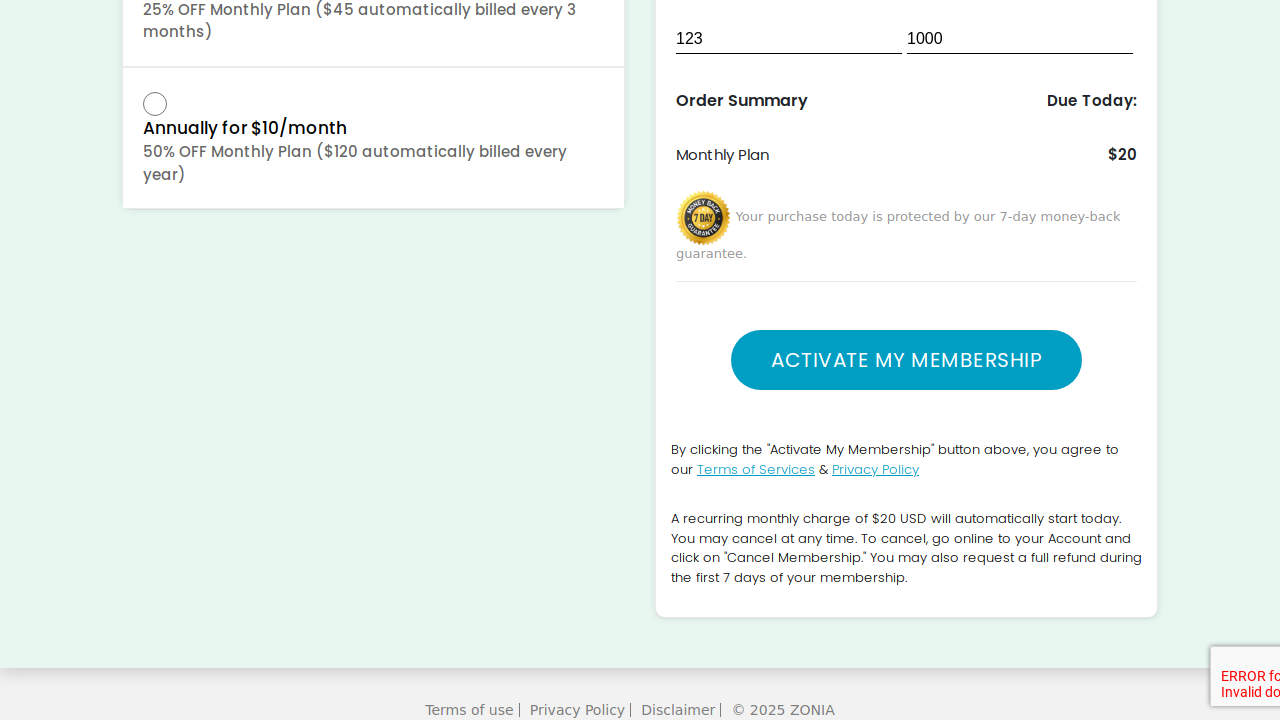 25% OFF Monthly Plan ($45 automatically billed every 3
months)
Annually for $10/month
50% OFF Monthly Plan ($120 automatically billed every
year)
123 1000
Order Summary Due Today:
Monthly Plan $20
MONEY BACK
7 DAY
GUARANTEE
Your purchase today is protected by our 7-day money-back
guarantee.
ACTIVATE MY MEMBERSHIP
By clicking the "Activate My Membership" button above, you agree to
our Terms of Services & Privacy Policy
A recurring monthly charge of $20 USD will automatically start today.
You may cancel at any time. To cancel, go online to your Account and
click on "Cancel Membership." You may also request a full refund during
the first 7 days of your membership.
ERROR fo
Invalid do
Terms of use | Privacy Policy | Disclaimer | © 2025 ZONIA